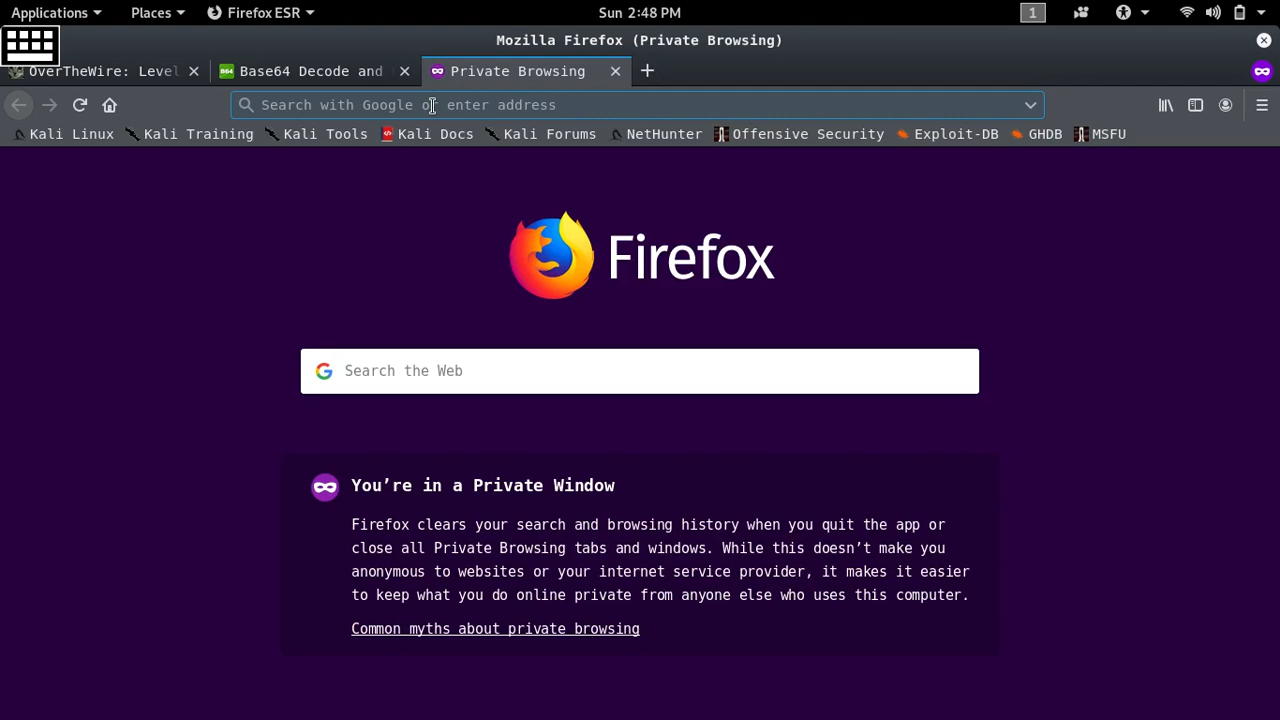 Applications Places Firefox ESR Sun 2:48 PM 1
Mozilla Firefox (Private Browsing)
OverTheWire: Level Base64 Decode and Private Browsing
Search with Google or enter address
Kali Linux Kali Training Kali Tools Kali Docs Kali Forums NetHunter Offensive Security Exploit-DB GHDB MSFU
Firefox
Search the Web
You’re in a Private Window
Firefox clears your search and browsing history when you quit the app or
close all Private Browsing tabs and windows. While this doesn’t make you
anonymous to websites or your internet service provider, it makes it easier
to keep what you do online private from anyone else who uses this computer.
Common myths about private browsing